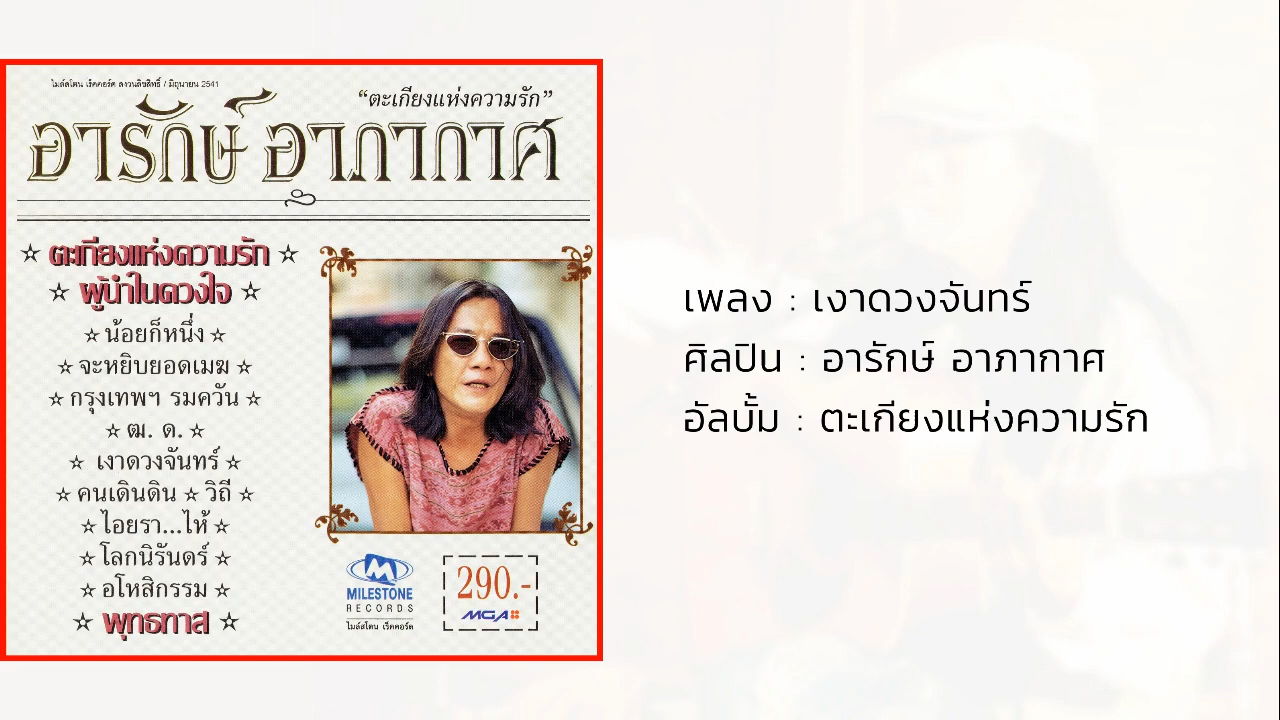 ไมล์สโตน เร็คคอร์ด สงวนลิขสิทธิ์ / มิถุนายน 2541
“ตะเกียงแห่งความรัก”
อารักษ์ อาภากาศ
☆ ตะเกียงแห่งความรัก ☆
☆ ผู้นำในดวงใจ ☆
☆ น้อยก็หนึ่ง ☆
☆ จะหยิบยอดเมฆ ☆
☆ กรุงเทพฯ รมควัน ☆
☆ ฒ. ด. ☆
☆ เงาดวงจันทร์ ☆
☆ คนเดินดิน ☆ วิถี ☆
☆ ไอยรา...ไห้ ☆
☆ โลกนิรันดร์ ☆
☆ อโหสิกรรม ☆
☆ พุทธทาส ☆
MILESTONE
RECORDS
ไมล์สโตน เร็คคอร์ด
290.-
MGA
เพลง : เงาดวงจันทร์
ศิลปิน : อารักษ์ อาภากาศ
อัลบั้ม : ตะเกียงแห่งความรัก